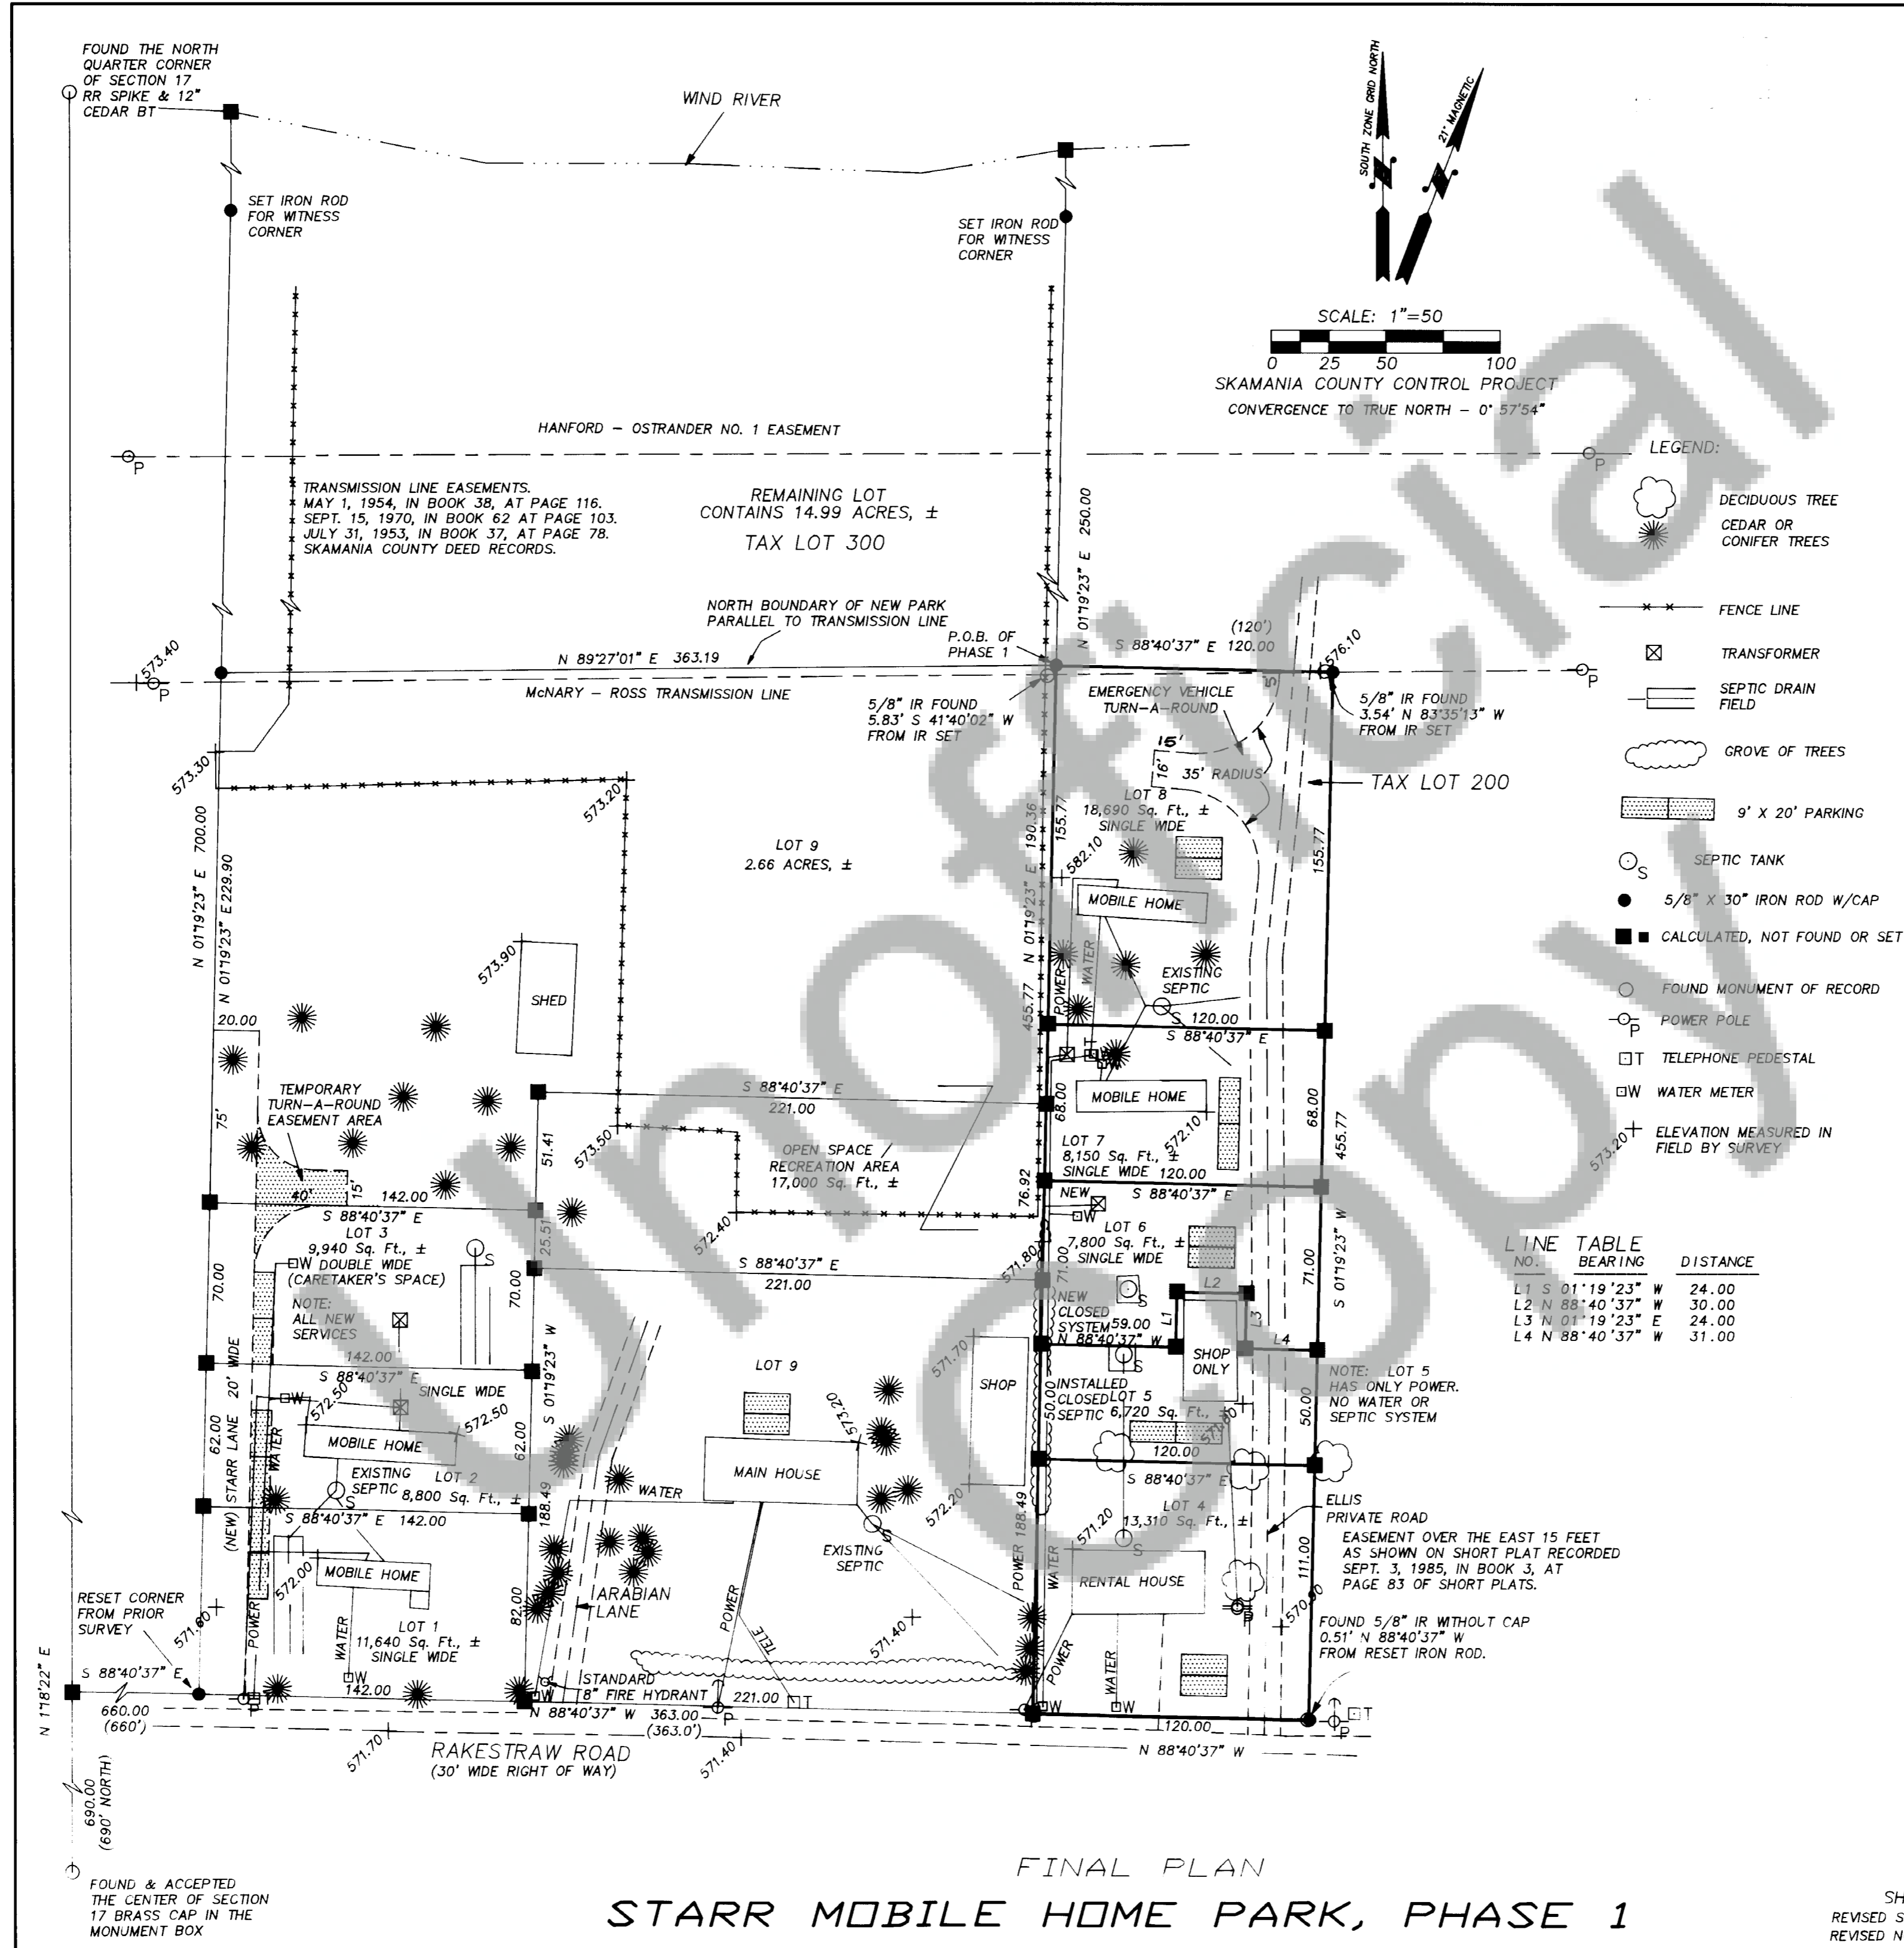 FOUND THE NORTH
QUARTER CORNER
OF SECTION 17
RR SPIKE & 12"
CEDAR BT
WIND RIVER
SOUTH ZONE GRID NORTH
21° MAGNETIC
SET IRON ROD
FOR WITNESS
CORNER
SET IRON ROD
FOR WITNESS
CORNER
SCALE: 1"=50
0 25 50 100
SKAMANIA COUNTY CONTROL PROJECT
CONVERGENCE TO TRUE NORTH – 0° 57'54"
HANFORD – OSTRANDER NO. 1 EASEMENT
P
P
TRANSMISSION LINE EASEMENTS.
MAY 1, 1954, IN BOOK 38, AT PAGE 116.
SEPT. 15, 1970, IN BOOK 62 AT PAGE 103.
JULY 31, 1953, IN BOOK 37, AT PAGE 78.
SKAMANIA COUNTY DEED RECORDS.
REMAINING LOT
CONTAINS 14.99 ACRES, ±
TAX LOT 300
N 01°19'23" E 250.00
LEGEND:
DECIDUOUS TREE
CEDAR OR
CONIFER TREES
FENCE LINE
TRANSFORMER
SEPTIC DRAIN
FIELD
GROVE OF TREES
9' X 20' PARKING
S SEPTIC TANK
5/8" X 30" IRON ROD W/CAP
CALCULATED, NOT FOUND OR SET
FOUND MONUMENT OF RECORD
P POWER POLE
T TELEPHONE PEDESTAL
W WATER METER
573.20 ELEVATION MEASURED IN
FIELD BY SURVEY
NORTH BOUNDARY OF NEW PARK
PARALLEL TO TRANSMISSION LINE
P.O.B. OF
PHASE 1
(120')
S 88°40'37" E 120.00
573.40
P
N 89°27'01" E 363.19
McNARY – ROSS TRANSMISSION LINE
576.10
P
5/8" IR FOUND
5.83' S 41°40'02" W
FROM IR SET
EMERGENCY VEHICLE
TURN–A–ROUND
5'
5/8" IR FOUND
3.54' N 83°35'13" W
FROM IR SET
15'
16'
35' RADIUS
TAX LOT 200
573.30
573.20
LOT 8
18,690 Sq. Ft., ±
SINGLE WIDE
155.77
155.77
582.10
MOBILE HOME
LOT 9
2.66 ACRES, ±
N 01°19'23" E 700.00
N 01°19'23" E 229.90
N 01°19'23" E 190.36
455.77
573.90
SHED
POWER
WATER
EXISTING
SEPTIC
S
120.00
S 88°40'37" E
20.00
TEMPORARY
TURN–A–ROUND
EASEMENT AREA
75'
40'
15'
142.00
S 88°40'37" E
51.41
25.51
S 88°40'37" E
221.00
573.50
OPEN SPACE
RECREATION AREA
17,000 Sq. Ft., ±
76.92
572.40
T
MOBILE HOME
68.00
68.00
572.10
LOT 7
8,150 Sq. Ft., ±
SINGLE WIDE 120.00
S 88°40'37" E
455.77
S 01°19'23" W
LOT 3
9,940 Sq. Ft., ±
W DOUBLE WIDE
(CARETAKER'S SPACE)
S
NOTE:
ALL NEW
SERVICES
70.00
70.00
S 88°40'37" E
221.00
NEW
W
LOT 6
7,800 Sq. Ft., ±
SINGLE WIDE
571.80
71.00
71.00
L2
L1
L3
L4
S
NEW
CLOSED
SYSTEM 59.00
N 88°40'37" W
SHOP
ONLY
LINE TABLE
NO. BEARING DISTANCE
L1 S 01°19'23" W 24.00
L2 N 88°40'37" W 30.00
L3 N 01°19'23" E 24.00
L4 N 88°40'37" W 31.00
142.00
S 88°40'37" E
SINGLE WIDE
572.50
572.50
W
MOBILE HOME
(NEW) STARR LANE 20' WIDE
WATER
62.00
62.00
S 01°19'23" W
188.49
EXISTING
SEPTIC
S
LOT 2
8,800 Sq. Ft., ±
S 88°40'37" E 142.00
LOT 9
573.20
MAIN HOUSE
WATER
EXISTING
SEPTIC
S
571.70
SHOP
572.20
INSTALLED
CLOSED
SEPTIC
S
LOT 5
6,720 Sq. Ft., ±
50.00
50.00
120.00
S 88°40'37" E
NOTE: LOT 5
HAS ONLY POWER.
NO WATER OR
SEPTIC SYSTEM
LOT 4
13,310 Sq. Ft., ±
571.20
S
RENTAL HOUSE
ELLIS
PRIVATE ROAD
EASEMENT OVER THE EAST 15 FEET
AS SHOWN ON SHORT PLAT RECORDED
SEPT. 3, 1985, IN BOOK 3, AT
PAGE 83 OF SHORT PLATS.
111.00
570.90
P
FOUND 5/8" IR WITHOUT CAP
0.51' N 88°40'37" W
FROM RESET IRON ROD.
RESET CORNER
FROM PRIOR
SURVEY
572.00
MOBILE HOME
POWER
WATER
LOT 1
11,640 Sq. Ft., ±
SINGLE WIDE
82.00
ARABIAN
LANE
POWER
TELE
571.40
POWER 188.49
WATER
POWER
WATER
N 1°18'22" E
S 88°40'37" E
660.00
(660')
W
142.00
W
STANDARD
8" FIRE HYDRANT
221.00
T
N 88°40'37" W 363.00
(363.0')
P
W
W
120.00
N 88°40'37" W
P
T
571.70
571.40
RAKESTRAW ROAD
(30' WIDE RIGHT OF WAY)
690.00
(690' NORTH)
FOUND & ACCEPTED
THE CENTER OF SECTION
17 BRASS CAP IN THE
MONUMENT BOX
FINAL PLAN
STARR MOBILE HOME PARK, PHASE 1
SH
REVISED S
REVISED N
Unofficial
Copy